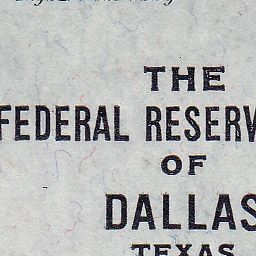 THE
FEDERAL RESERV
OF
DALLAS
TEXAS